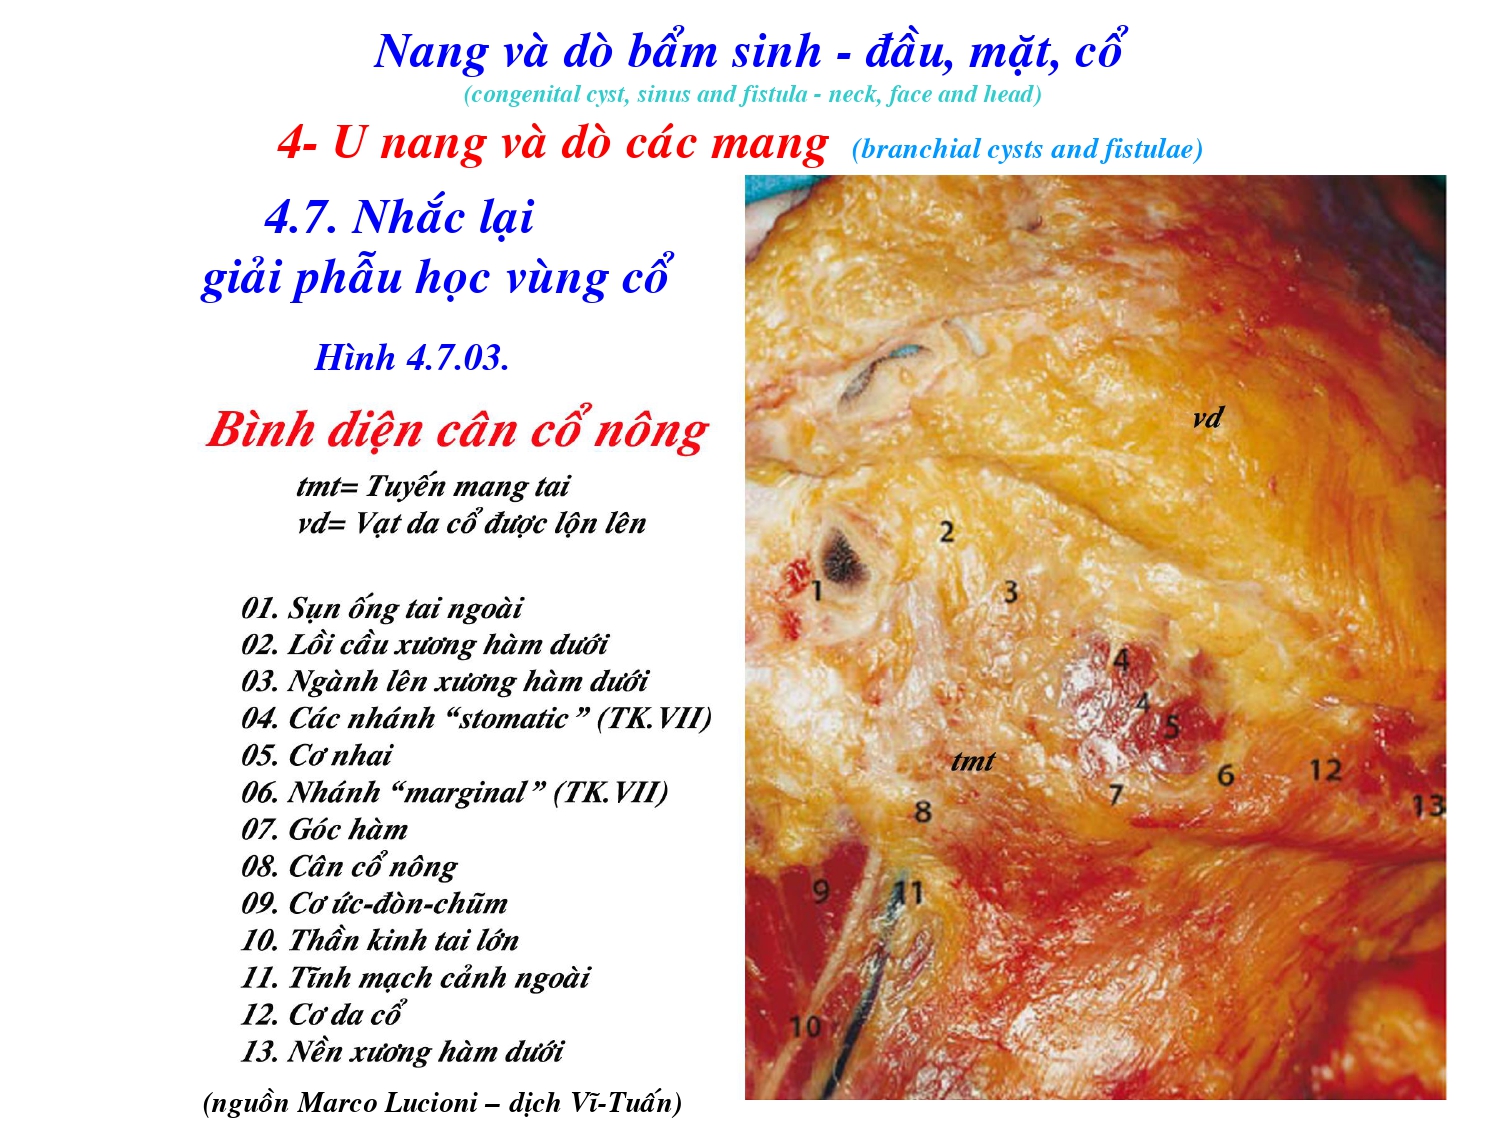 Nang và dò bẩm sinh - đầu, mặt, cổ
(congenital cyst, sinus and fistula - neck, face and head)
4- U nang và dò các mang (branchial cysts and fistulae)
4.7. Nhắc lại
giải phẫu học vùng cổ
Hình 4.7.03.
Bình diện cân cổ nông
tmt= Tuyến mang tai
vd= Vạt da cổ được lộn lên
01. Sụn ống tai ngoài
02. Lồi cầu xương hàm dưới
03. Ngành lên xương hàm dưới
04. Các nhánh “stomatic” (TK.VII)
05. Cơ nhai
06. Nhánh “marginal” (TK.VII)
07. Góc hàm
08. Cân cổ nông
09. Cơ ức-đòn-chũm
10. Thần kinh tai lớn
11. Tĩnh mạch cảnh ngoài
12. Cơ da cổ
13. Nền xương hàm dưới
(nguồn Marco Lucioni – dịch Vĩ-Tuấn)
vd
2
1
3
4
4
5
tmt
6
12
7
13
8
9
11
10